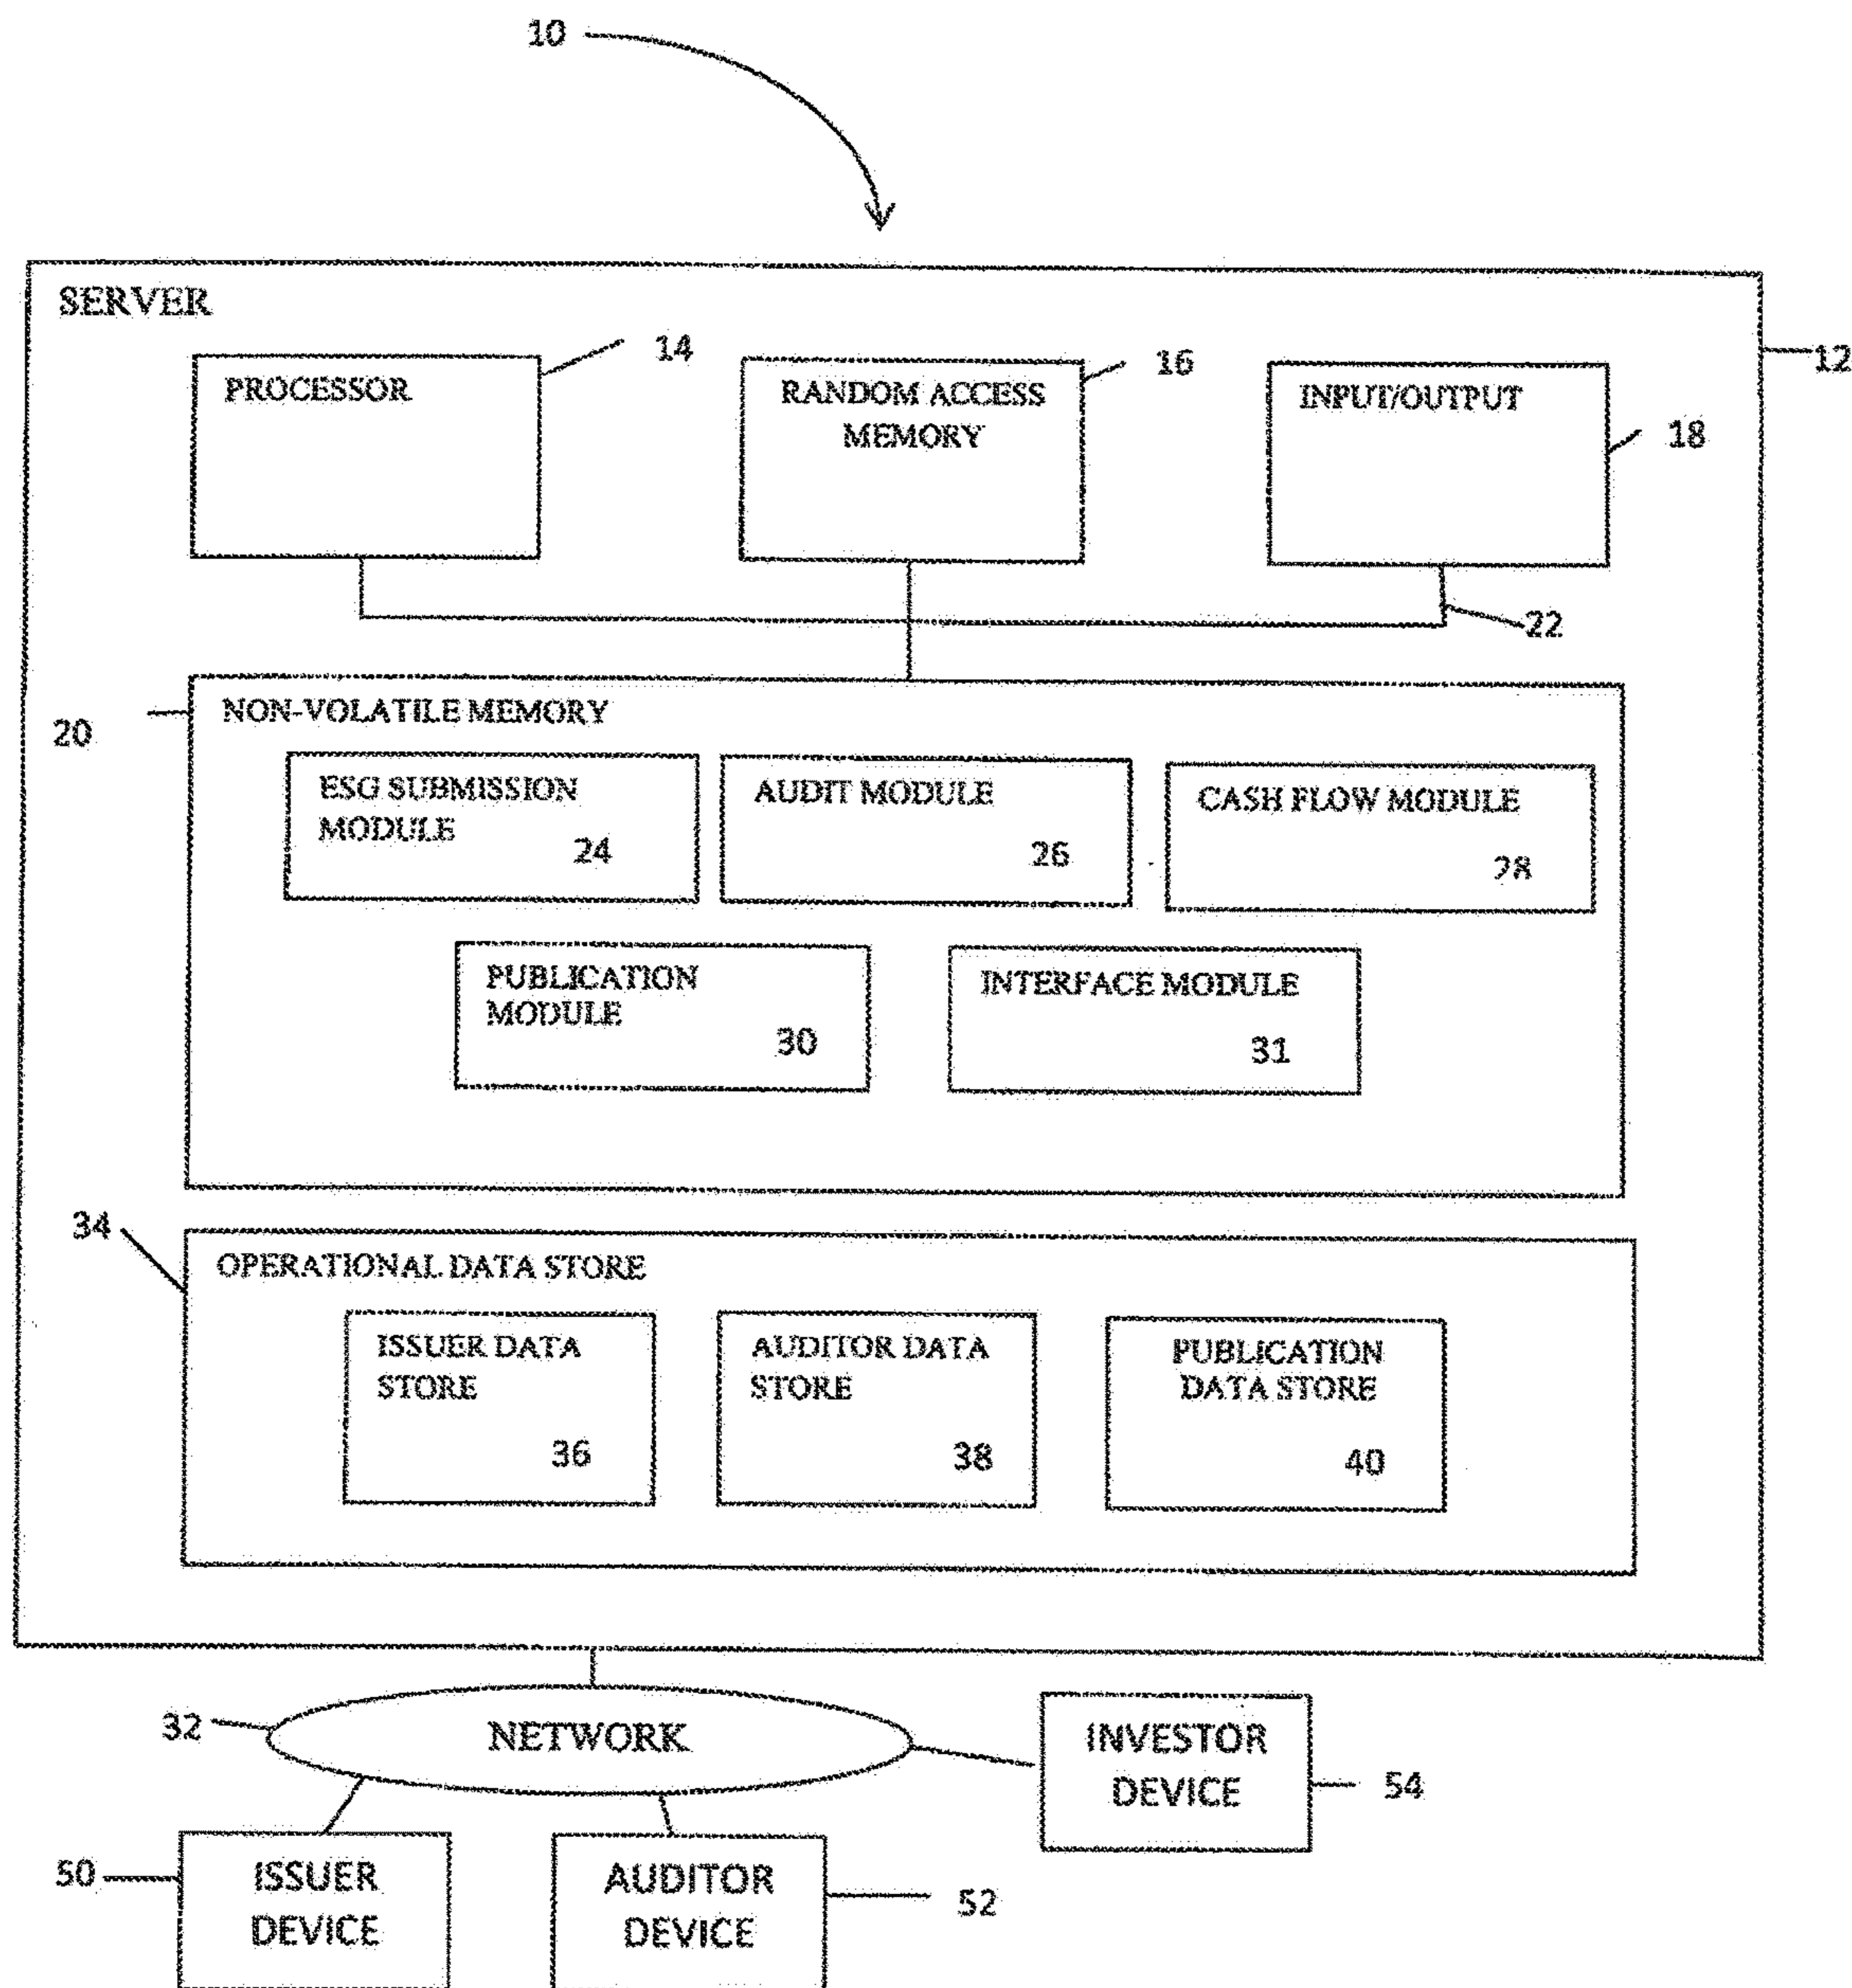 10
SERVER
12
PROCESSOR
14
RANDOM ACCESS
MEMORY
16
INPUT/OUTPUT
18
22
20
NON-VOLATILE MEMORY
ESG SUBMISSION
MODULE
24
AUDIT MODULE
26
CASH FLOW MODULE
28
PUBLICATION
MODULE
30
INTERFACE MODULE
31
34
OPERATIONAL DATA STORE
ISSUER DATA
STORE
36
AUDITOR DATA
STORE
38
PUBLICATION
DATA STORE
40
32
NETWORK
INVESTOR
DEVICE
54
50
ISSUER
DEVICE
AUDITOR
DEVICE
52